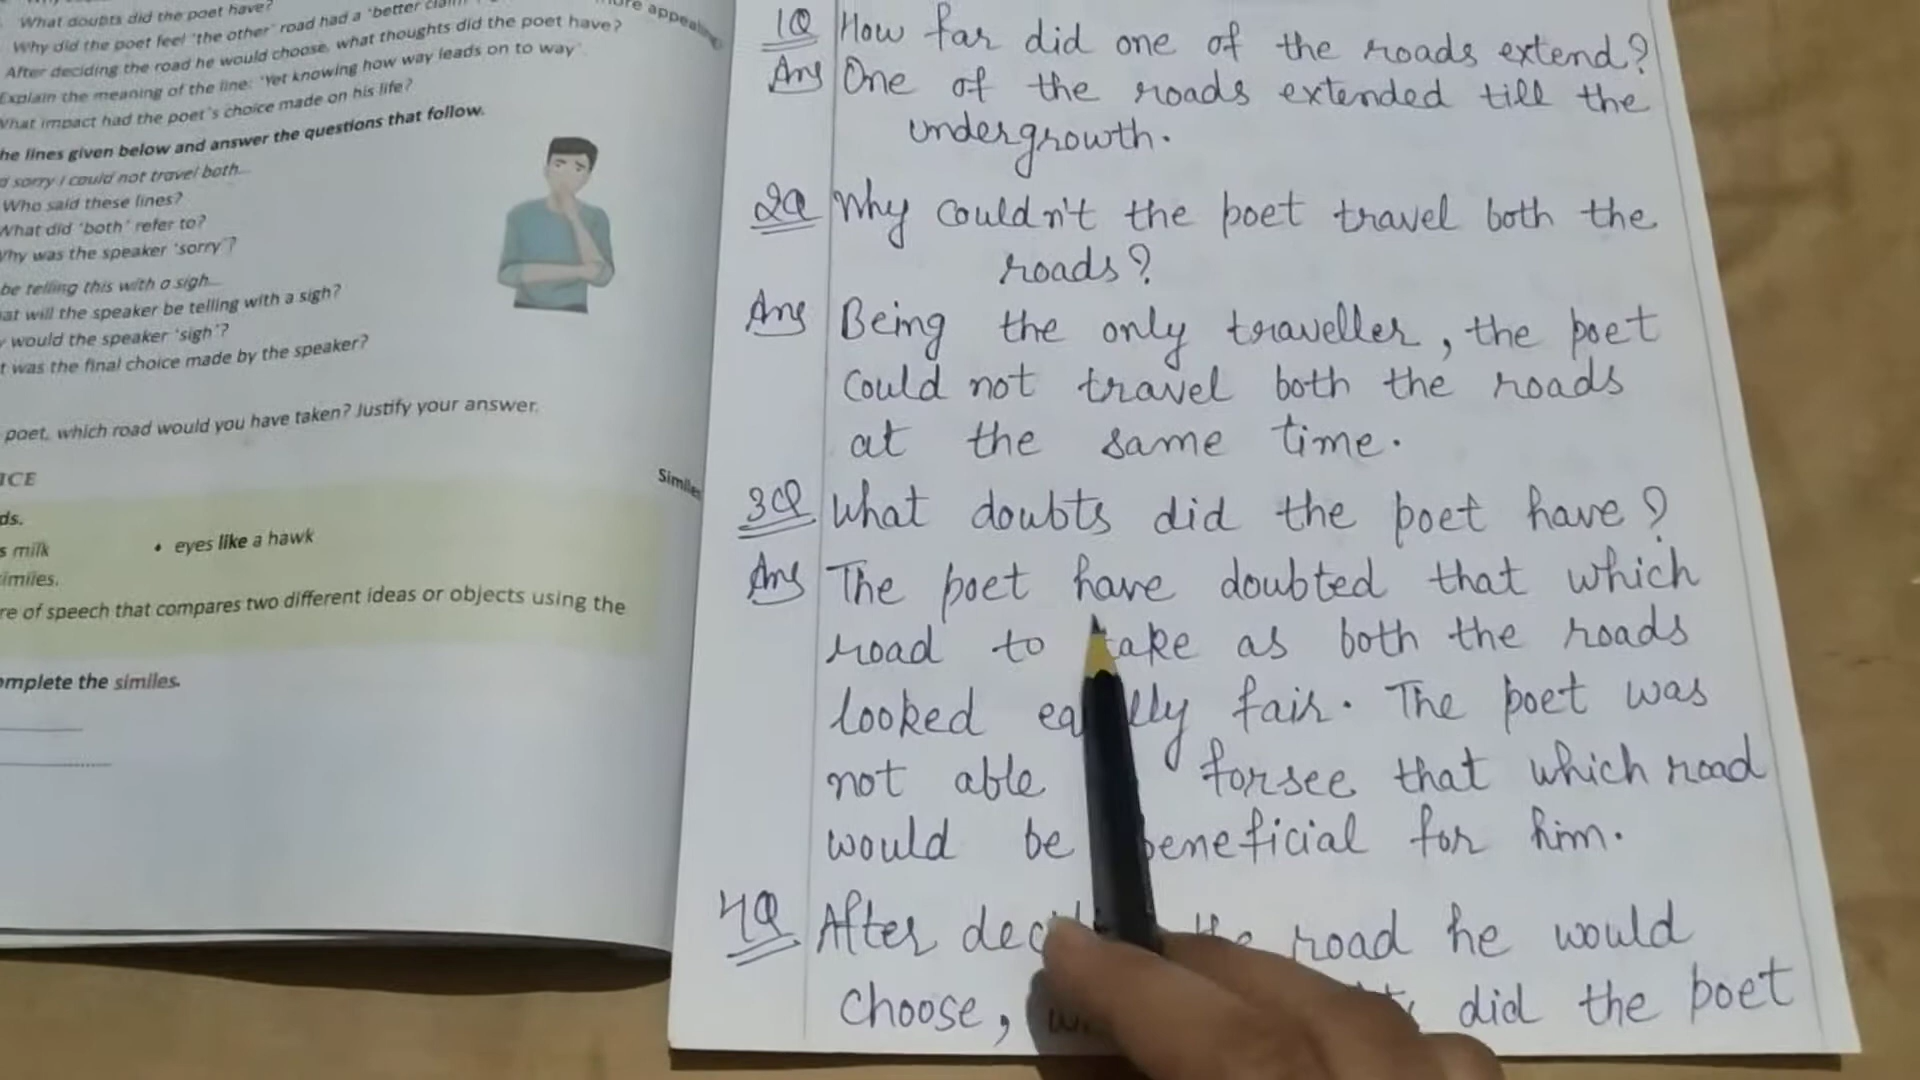 What doubts did the poet have?
Why did the poet feel 'the other' road had a 'better claim'
more appealing
After deciding the road he would choose, what thoughts did the poet have?
Explain the meaning of the line: 'Yet knowing how way leads on to way'
What impact had the poet's choice made on his life?
he lines given below and answer the questions that follow.
d sorry I could not travel both...
Who said these lines?
What did 'both' refer to?
Why was the speaker 'sorry'?
be telling this with a sigh...
at will the speaker be telling with a sigh?
y would the speaker 'sigh'?
t was the final choice made by the speaker?
poet, which road would you have taken? Justify your answer.
ICE
Similes
ds.
s milk
• eyes like a hawk
imiles.
re of speech that compares two different ideas or objects using the
omplete the similes.
1Q How far did one of the roads extend?
Ans One of the roads extended till the
undergrowth.
2Q Why couldn't the poet travel both the
roads?
Ans Being the only traveller, the poet
could not travel both the roads
at the same time.
3Q What doubts did the poet have?
Ans The poet have doubted that which
road to take as both the roads
looked fair. The poet was
not able forsee that which road
would be beneficial for him.
4Q After road he would
choose, did the poet